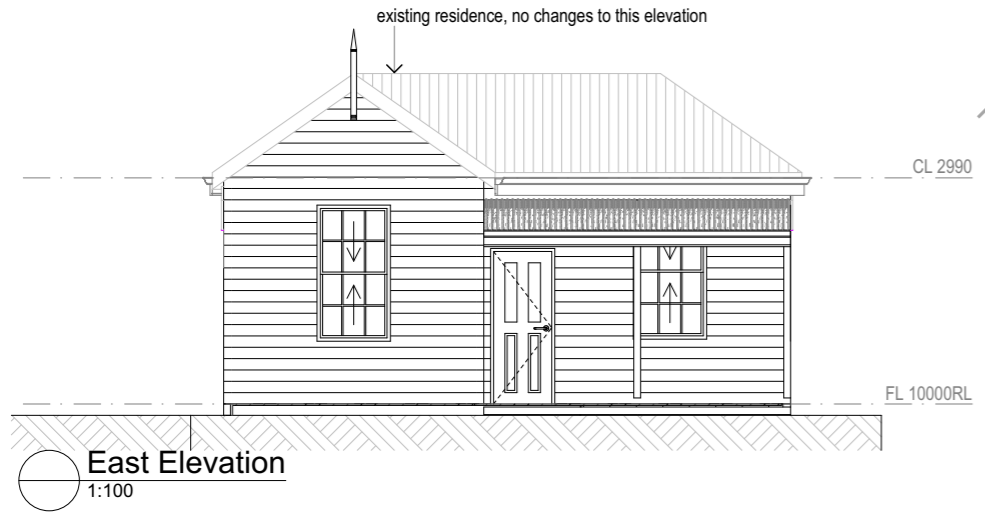 existing residence, no changes to this elevation
CL 2990
FL 10000RL
East Elevation
1:100